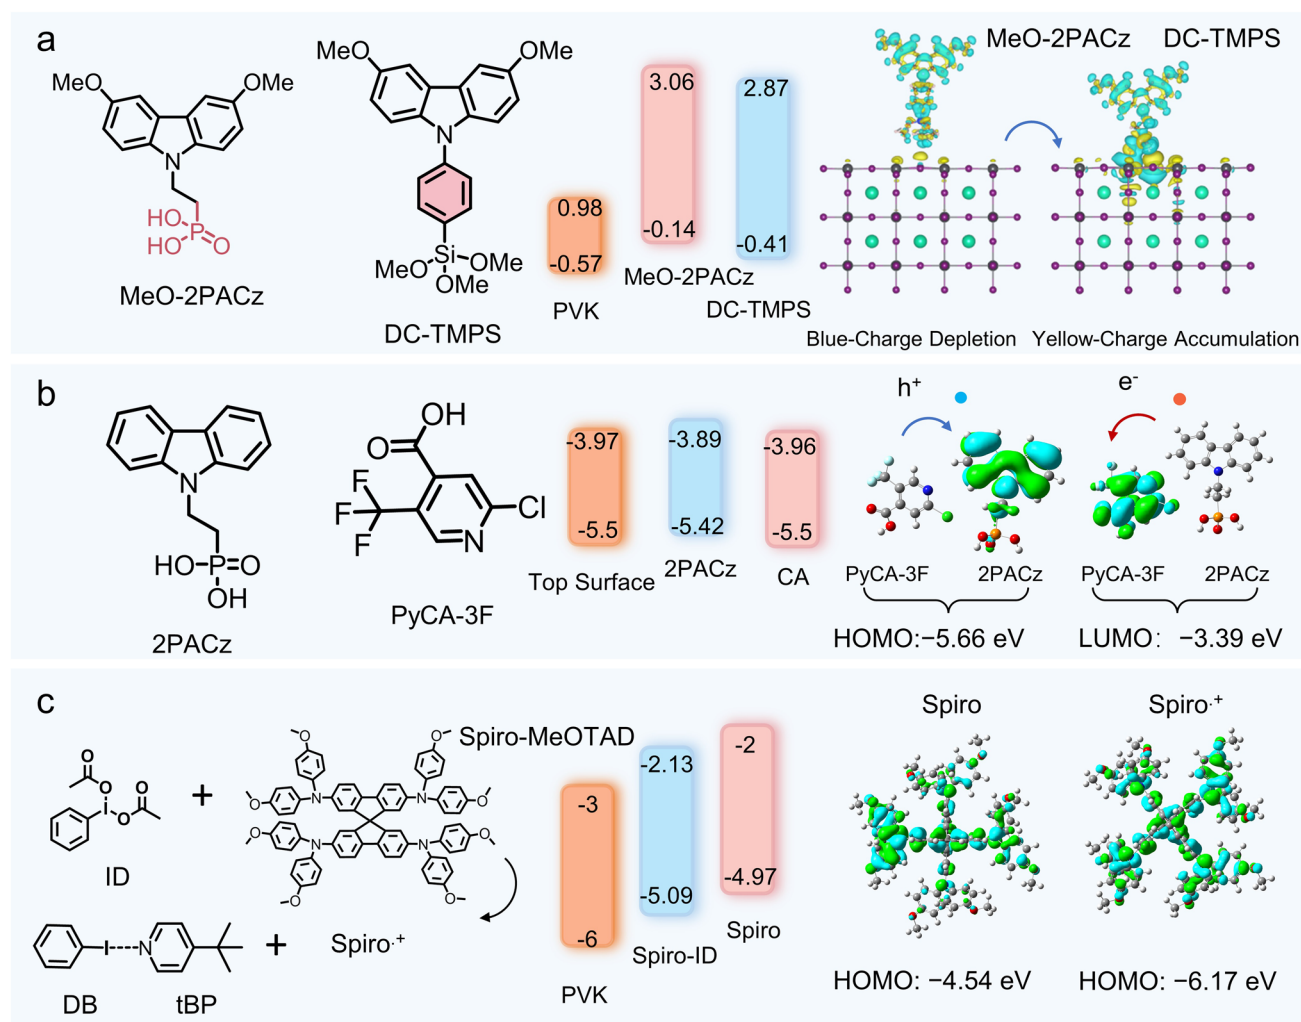 a
MeO
OMe
N
HO
HO
P
O
MeO-2PACz
MeO
OMe
N
Si
MeO
OMe
OMe
DC-TMPS
0.98
-0.57
PVK
3.06
-0.14
MeO-2PACz
2.87
-0.41
DC-TMPS
MeO-2PACz DC-TMPS
Blue-Charge Depletion Yellow-Charge Accumulation
b
N
HO-P=O
OH
2PACz
OH
O
F
F
F
N
Cl
PyCA-3F
-3.97
-5.5
Top Surface
-3.89
-5.42
2PACz
-3.96
-5.5
CA
h⁺
e⁻
PyCA-3F 2PACz
HOMO:−5.66 eV
PyCA-3F 2PACz
LUMO: −3.39 eV
c
O
O
I
O
O
ID
+
Spiro-MeOTAD
O
O
O
O
N
N
N
N
O
O
O
O
I
N
DB
tBP
+
Spiro·⁺
-3
-6
PVK
-2.13
-5.09
Spiro-ID
-2
-4.97
Spiro
Spiro
HOMO: −4.54 eV
Spiro·⁺
HOMO: −6.17 eV